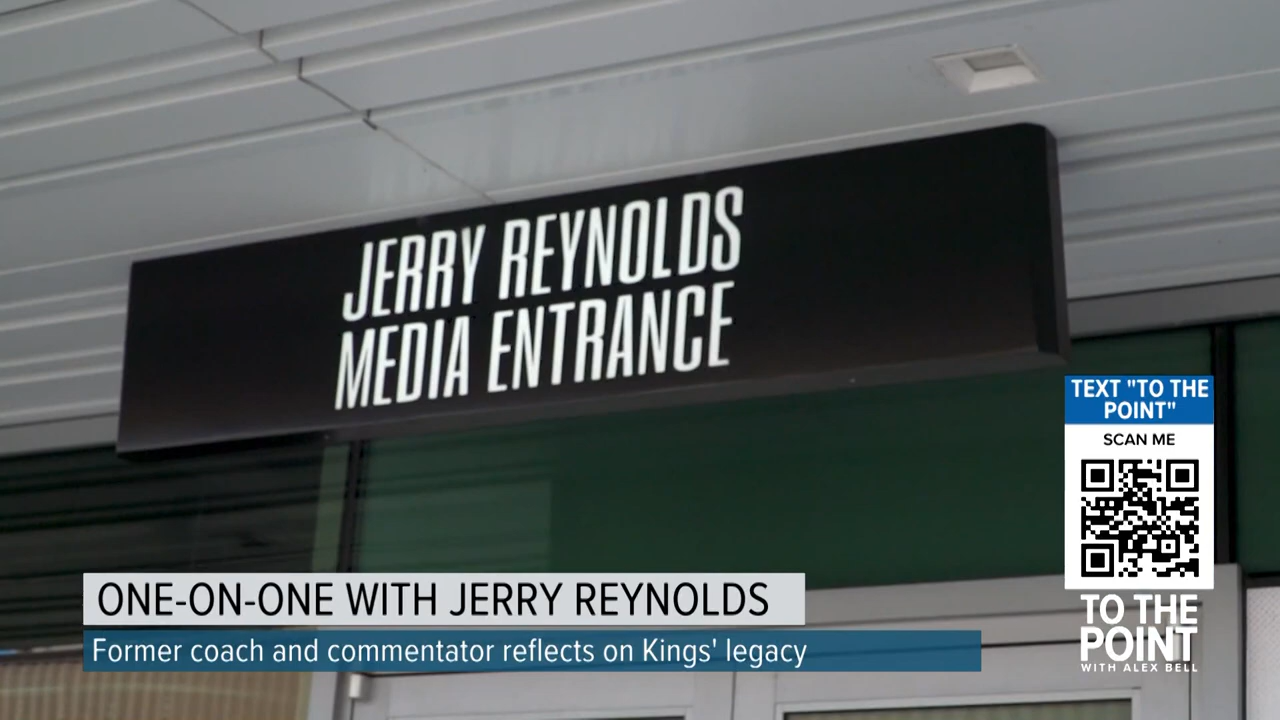 JERRY REYNOLDS
MEDIA ENTRANCE
TEXT "TO THE
POINT"
SCAN ME
ONE-ON-ONE WITH JERRY REYNOLDS
Former coach and commentator reflects on Kings' legacy
TO THE
POINT
WITH ALEX BELL